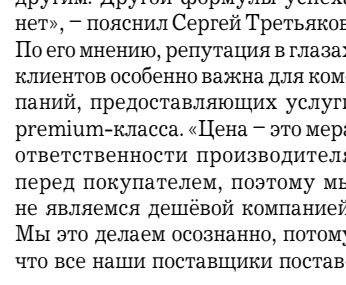 другим. Другой формулы успеха
нет», – пояснил Сергей Третьяков
По его мнению, репутация в глазах
клиентов особенно важна для ком
паний, предоставляющих услуги
premium-класса. «Цена – это мера
ответственности производителя
перед покупателем, поэтому мы
не являемся дешёвой компанией
Мы это делаем осознанно, потому
что все наши поставщики постав